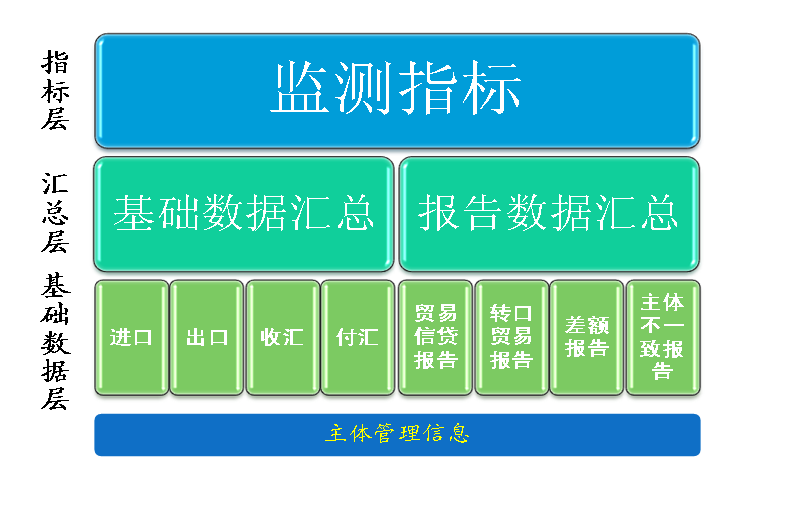 指标层
监测指标
汇总层
基础数据汇总
报告数据汇总
基础数据层
进口
出口
收汇
付汇
贸易
信贷
报告
转口
贸易
报告
差额
报告
主体
不一
致报
告
主体管理信息